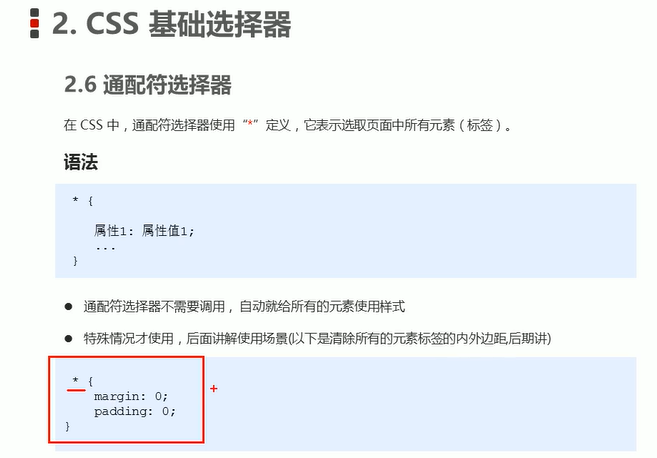 2. CSS 基础选择器
2.6 通配符选择器
在 CSS 中，通配符选择器使用“*”定义，它表示选取页面中所有元素（标签）。
语法
* {
属性1: 属性值1;
...
}
● 通配符选择器不需要调用， 自动就给所有的元素使用样式
● 特殊情况才使用，后面讲解使用场景(以下是清除所有的元素标签的内外边距,后期讲)
* {
margin: 0;
padding: 0;
}